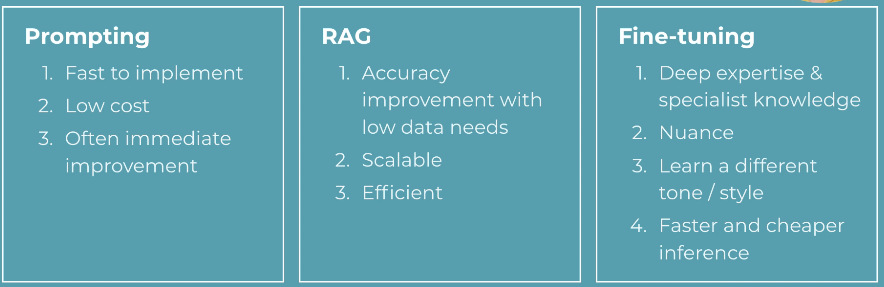 Prompting
1. Fast to implement
2. Low cost
3. Often immediate
improvement
RAG
1. Accuracy
improvement with
low data needs
2. Scalable
3. Efficient
Fine-tuning
1. Deep expertise &
specialist knowledge
2. Nuance
3. Learn a different
tone / style
4. Faster and cheaper
inference